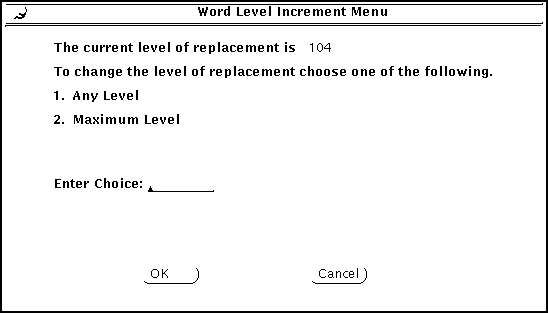 Word Level Increment Menu
The current level of replacement is 104
To change the level of replacement choose one of the following.
1. Any Level
2. Maximum Level
Enter Choice:
OK Cancel